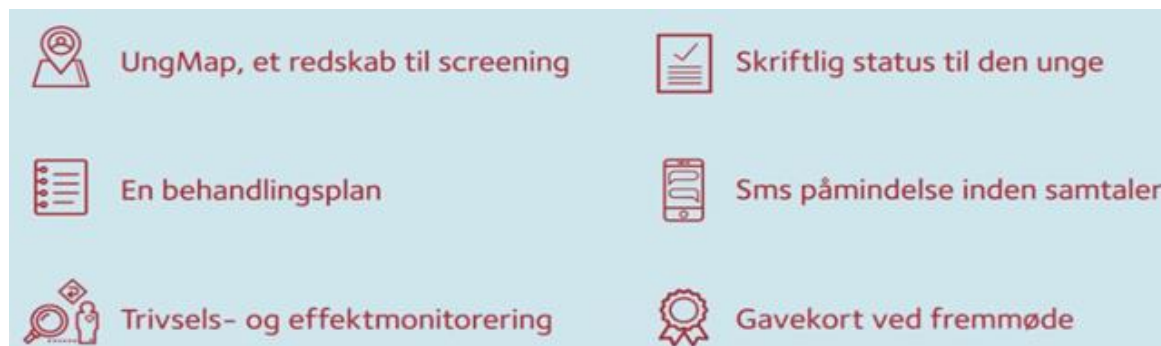 UngMap, et redskab til screening
Skriftlig status til den unge
En behandlingsplan
Sms påmindelse inden samtaler
Trivsels- og effektmonitorering
Gavekort ved fremmøde